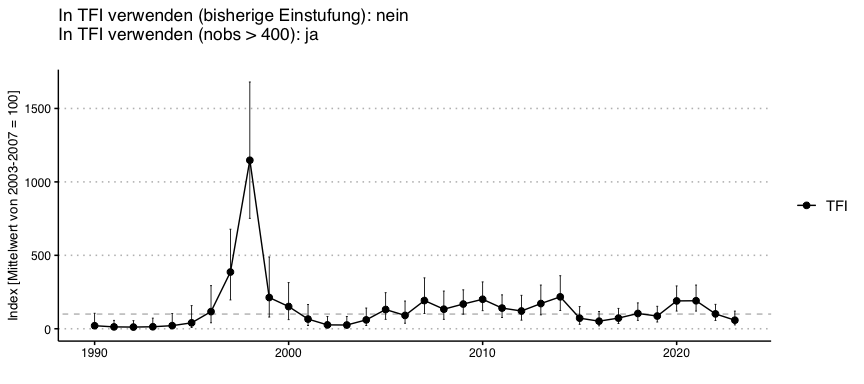 In TFI verwenden (bisherige Einstufung): nein
In TFI verwenden (nobs > 400): ja
Index [Mittelwert von 2003-2007 = 100]
1500
1000
500
0
1990
2000
2010
2020
TFI